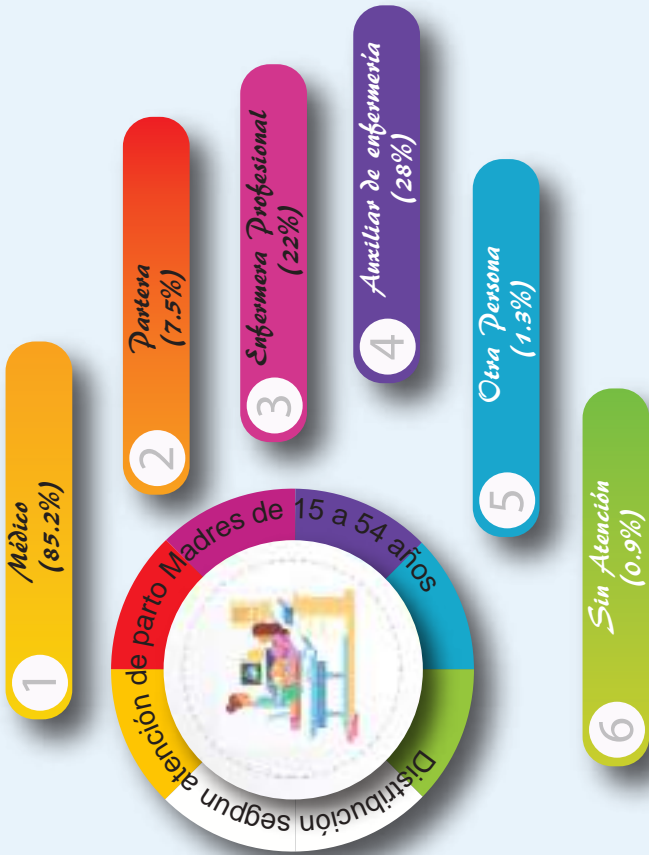 1
Médico
(85.2%)
2
Partera
(7.5%)
3
Enfermera Profesional
(22%)
4
Auxiliar de enfermería
(28%)
5
Otra Persona
(1.3%)
6
Sin Atención
(0.9%)
Distribución segpun atención de parto Madres de 15 a 54 años